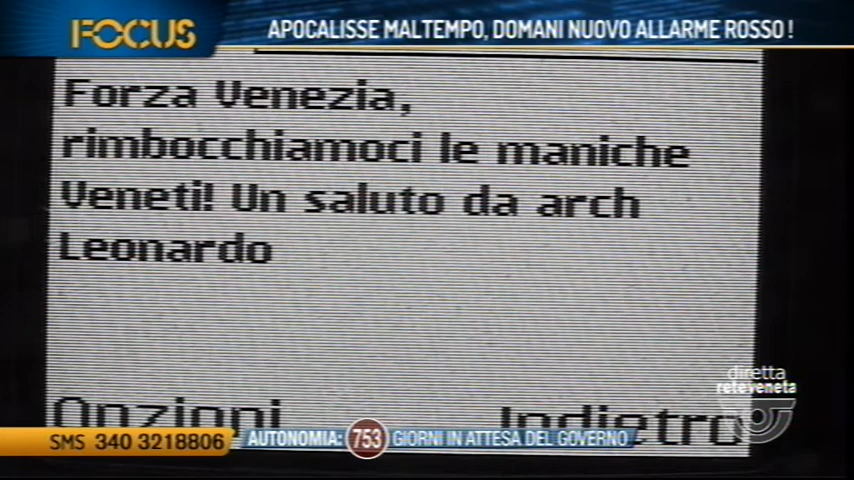 FOCUS
APOCALISSE MALTEMPO, DOMANI NUOVO ALLARME ROSSO!
Forza Venezia,
rimbocchiamoci le maniche
Veneti! Un saluto da arch
Leonardo
Opzioni Indietro
diretta
reteveneta
SMS 340 3218806
AUTONOMIA: 753 GIORNI IN ATTESA DEL GOVERNO